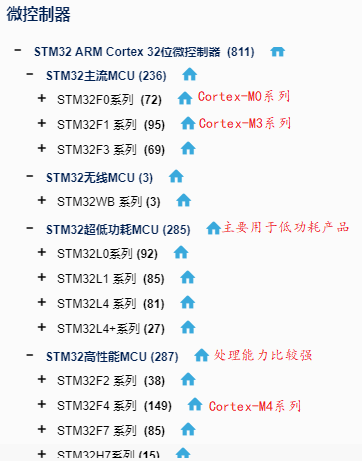 微控制器
STM32 ARM Cortex 32位微控制器 (811)
STM32主流MCU (236)
STM32F0系列 (72) Cortex-M0系列
STM32F1 系列 (95) Cortex-M3系列
STM32F3 系列 (69)
STM32无线MCU (3)
STM32WB 系列 (3)
STM32超低功耗MCU (285) 主要用于低功耗产品
STM32L0系列 (92)
STM32L1 系列 (85)
STM32L4 系列 (81)
STM32L4+系列 (27)
STM32高性能MCU (287) 处理能力比较强
STM32F2 系列 (38)
STM32F4 系列 (149) Cortex-M4系列
STM32F7 系列 (85)
STM32H7系列 (15)